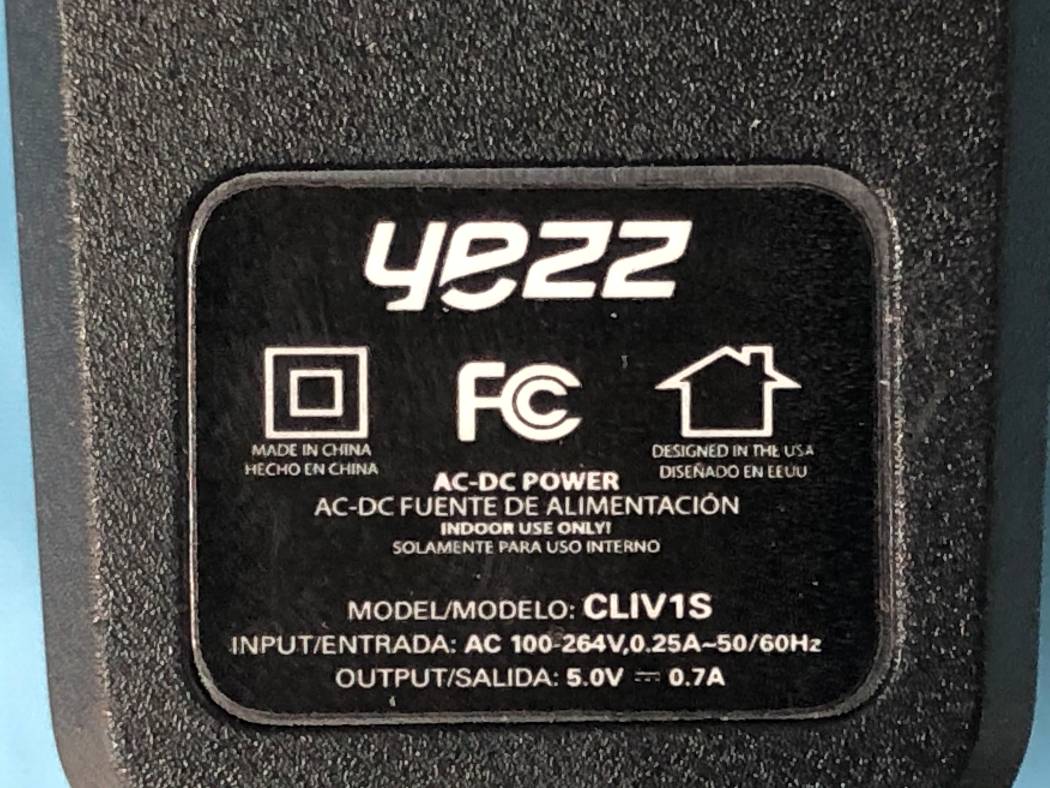 yezz
FC
MADE IN CHINA
HECHO EN CHINA
DESIGNED IN THE USA
DISEÑADO EN EEUU
AC-DC POWER
AC-DC FUENTE DE ALIMENTACIÓN
INDOOR USE ONLY!
SOLAMENTE PARA USO INTERNO
MODEL/MODELO: CLIV1S
INPUT/ENTRADA: AC 100-264V,0.25A~50/60Hz
OUTPUT/SALIDA: 5.0V ⎓ 0.7A